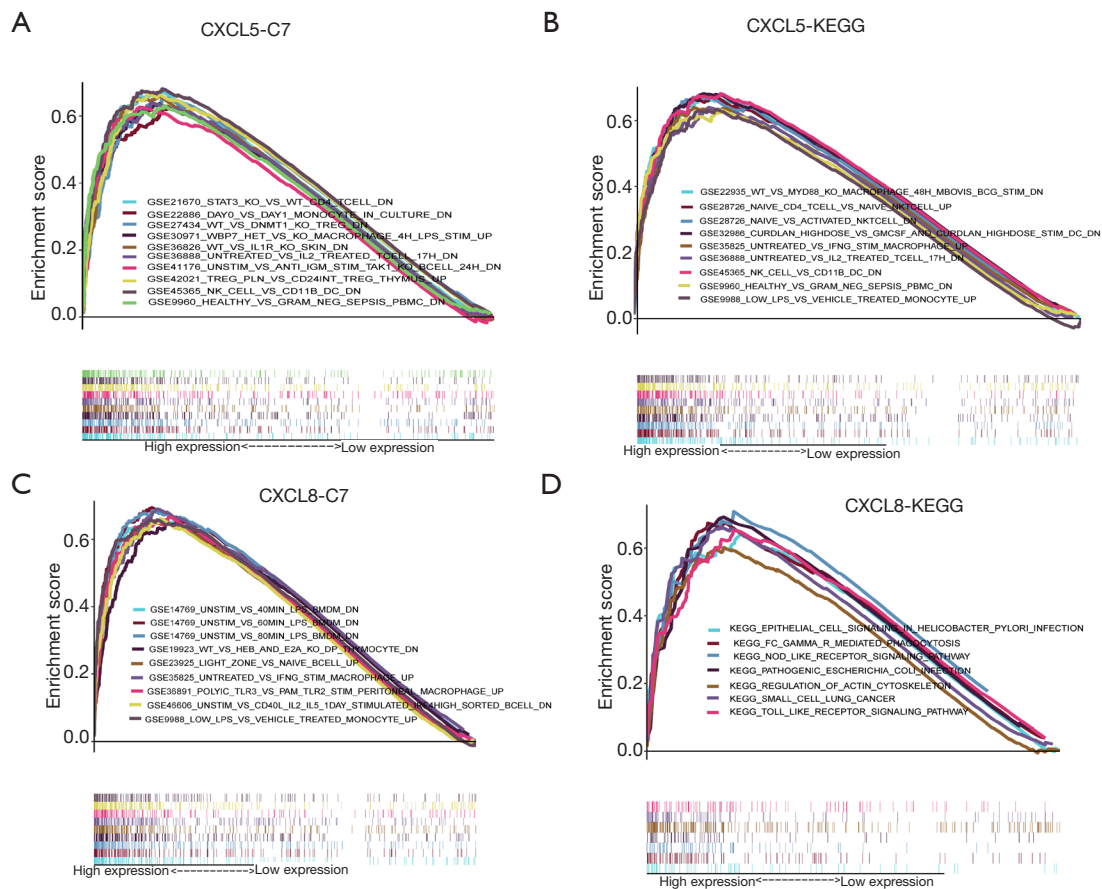 A
CXCL5-C7
Enrichment score
0.6
0.4
0.2
0.0
GSE21670_STAT3_KO_VS_WT_CD4_TCELL_DN
GSE22886_DAY0_VS_DAY1_MONOCYTE_IN_CULTURE_DN
GSE27434_WT_VS_DNMT1_KO_TREG_DN
GSE30971_WBP7_HET_VS_KO_MACROPHAGE_4H_LPS_STIM_UP
GSE36826_WT_VS_IL1R_KO_SKIN_DN
GSE36888_UNTREATED_VS_IL2_TREATED_TCELL_17H_DN
GSE41176_UNSTIM_VS_ANTI_IGM_STIM_TAK1_KO_BCELL_24H_DN
GSE42021_TREG_PLN_VS_CD24INT_TREG_THYMUS_UP
GSE45365_NK_CELL_VS_CD11B_DC_DN
GSE9960_HEALTHY_VS_GRAM_NEG_SEPSIS_PBMC_DN
High expression<------------->Low expression
B
CXCL5-KEGG
Enrichment score
0.6
0.4
0.2
0.0
GSE22935_WT_VS_MYD88_KO_MACROPHAGE_48H_MBOVIS_BCG_STIM_DN
GSE28726_NAIVE_CD4_TCELL_VS_NAIVE_NKTCELL_UP
GSE28726_NAIVE_VS_ACTIVATED_NKTCELL_DN
GSE32986_CURDLAN_HIGHDOSE_VS_GMCSF_AND_CURDLAN_HIGHDOSE_STIM_DC_DN
GSE35825_UNTREATED_VS_IFNG_STIM_MACROPHAGE_UP
GSE36888_UNTREATED_VS_IL2_TREATED_TCELL_17H_DN
GSE45365_NK_CELL_VS_CD11B_DC_DN
GSE9960_HEALTHY_VS_GRAM_NEG_SEPSIS_PBMC_DN
GSE9988_LOW_LPS_VS_VEHICLE_TREATED_MONOCYTE_UP
High expression<------------->Low expression
C
CXCL8-C7
Enrichment score
0.6
0.4
0.2
0.0
GSE14769_UNSTIM_VS_40MIN_LPS_BMDM_DN
GSE14769_UNSTIM_VS_60MIN_LPS_BMDM_DN
GSE14769_UNSTIM_VS_80MIN_LPS_BMDM_DN
GSE19923_WT_VS_HEB_AND_E2A_KO_DP_THYMOCYTE_DN
GSE23925_LIGHT_ZONE_VS_NAIVE_BCELL_UP
GSE35825_UNTREATED_VS_IFNG_STIM_MACROPHAGE_UP
GSE36891_POLYIC_TLR3_VS_PAM_TLR2_STIM_PERITONEAL_MACROPHAGE_UP
GSE46606_UNSTIM_VS_CD40L_IL2_IL5_1DAY_STIMULATED_IRF4HIGH_SORTED_BCELL_DN
GSE9988_LOW_LPS_VS_VEHICLE_TREATED_MONOCYTE_UP
High expression <------------> Low expression
D
CXCL8-KEGG
Enrichment score
0.6
0.4
0.2
0.0
KEGG_EPITHELIAL_CELL_SIGNALING_IN_HELICOBACTER_PYLORI_INFECTION
KEGG_FC_GAMMA_R_MEDIATED_PHAGOCYTOSIS
KEGG_NOD_LIKE_RECEPTOR_SIGNALING_PATHWAY
KEGG_PATHOGENIC_ESCHERICHIA_COLI_INFECTION
KEGG_REGULATION_OF_ACTIN_CYTOSKELETON
KEGG_SMALL_CELL_LUNG_CANCER
KEGG_TOLL_LIKE_RECEPTOR_SIGNALING_PATHWAY
High expression<------------->Low expression